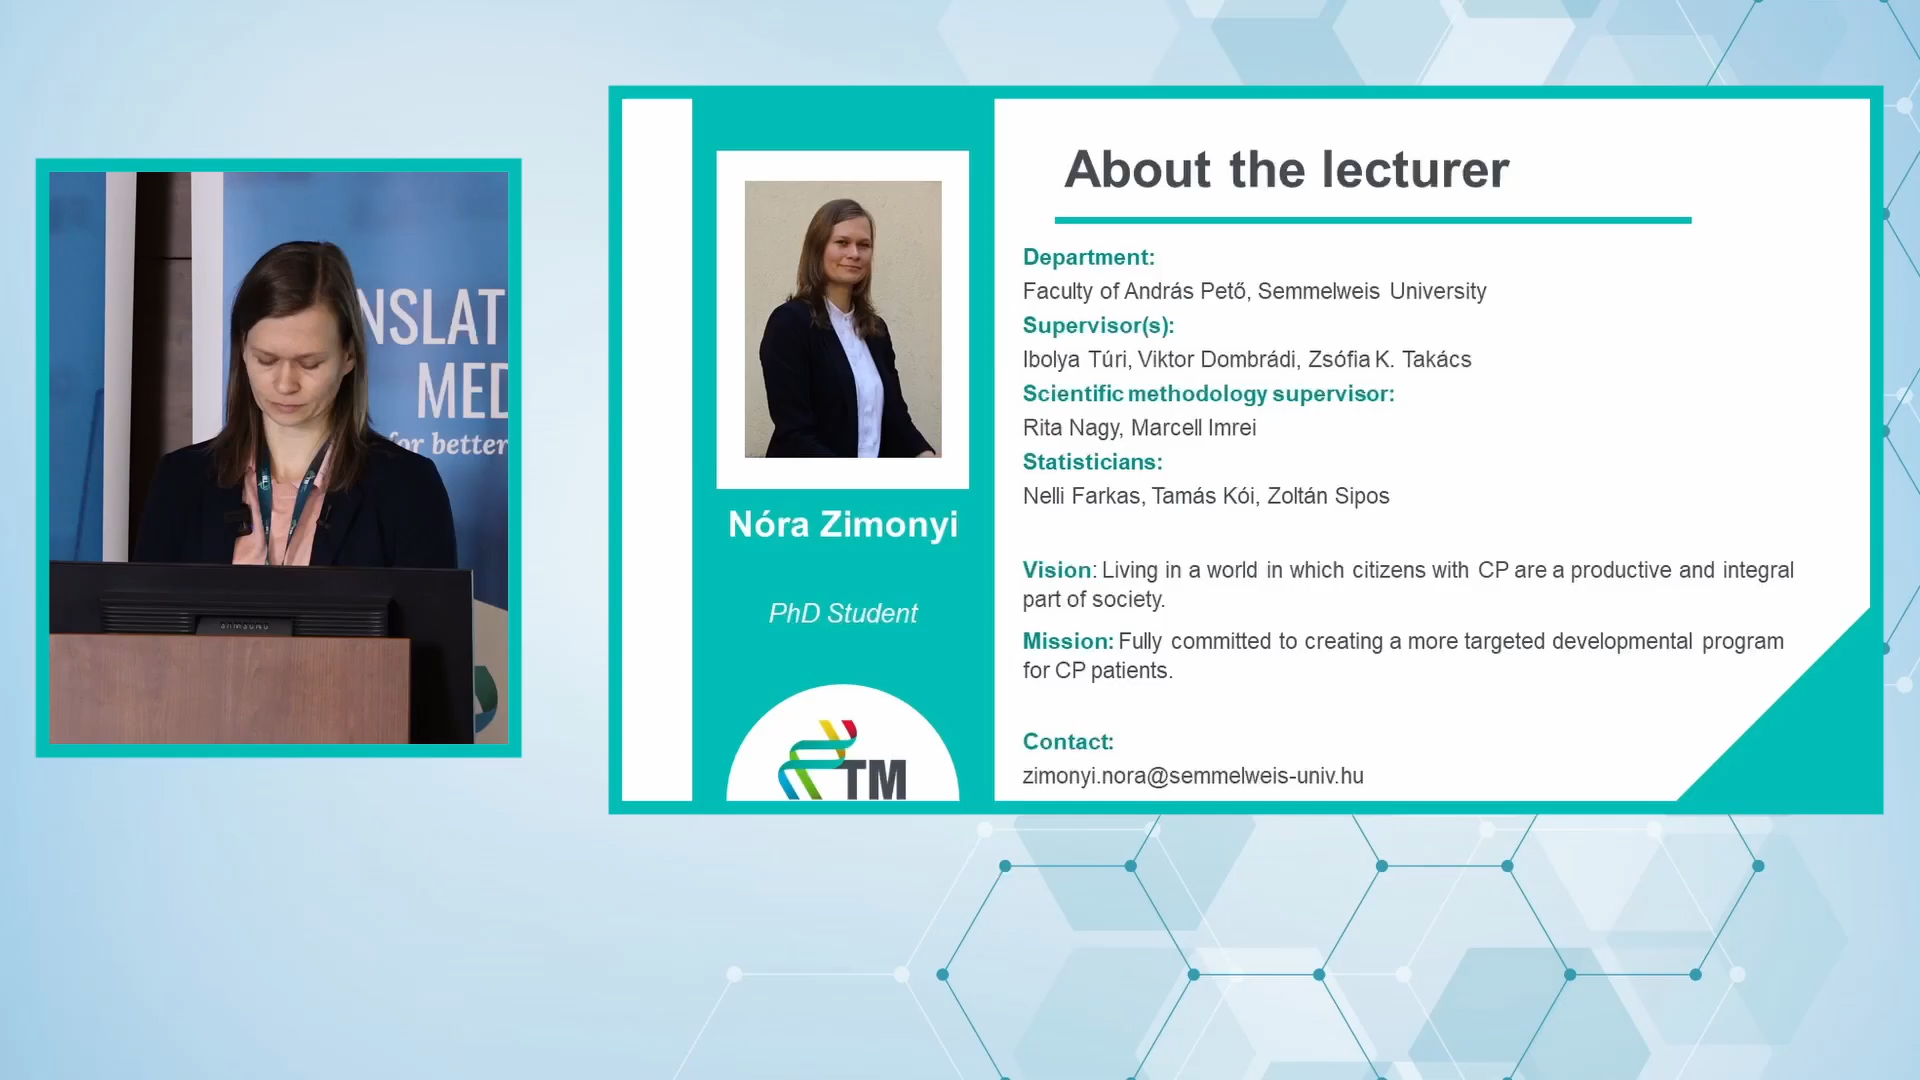 NSLAT
MED
for better
SAMSUNG
About the lecturer
Department:
Faculty of András Pető, Semmelweis University
Supervisor(s):
Ibolya Túri, Viktor Dombrádi, Zsófia K. Takács
Scientific methodology supervisor:
Rita Nagy, Marcell Imrei
Statisticians:
Nelli Farkas, Tamás Kói, Zoltán Sipos
Vision: Living in a world in which citizens with CP are a productive and integral
part of society.
Mission: Fully committed to creating a more targeted developmental program
for CP patients.
Contact:
zimonyi.nora@semmelweis-univ.hu
Nóra Zimonyi
PhD Student
TM